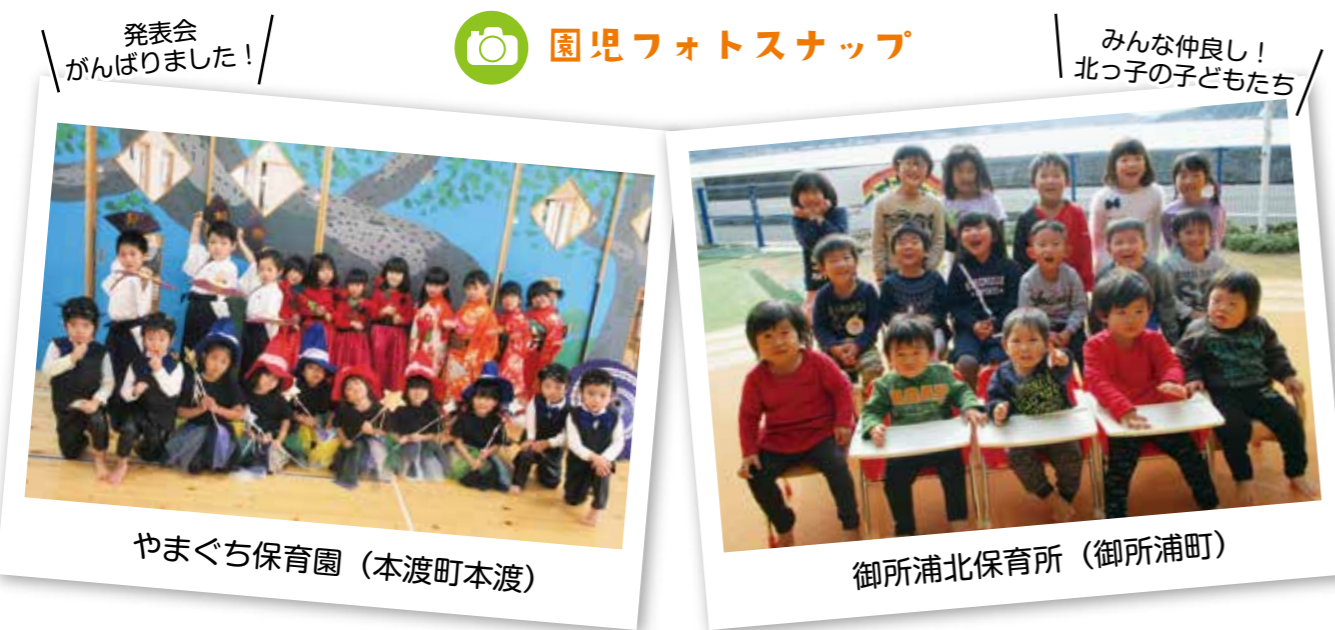 園児フォトスナップ
発表会
がんばりました！
みんな仲良し！
北っ子の子どもたち
やまぐち保育園（本渡町本渡）
御所浦北保育所（御所浦町）